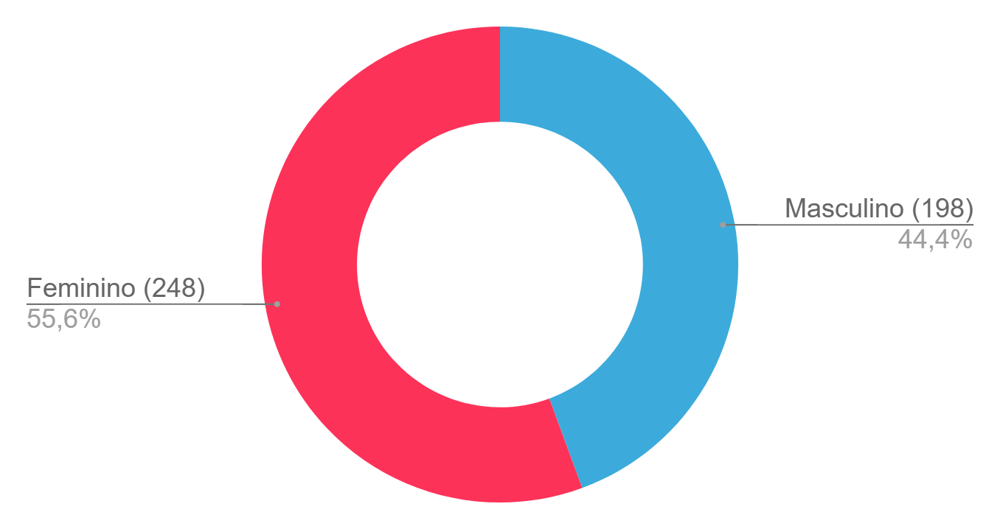 Masculino (198)
44,4%
Feminino (248)
55,6%